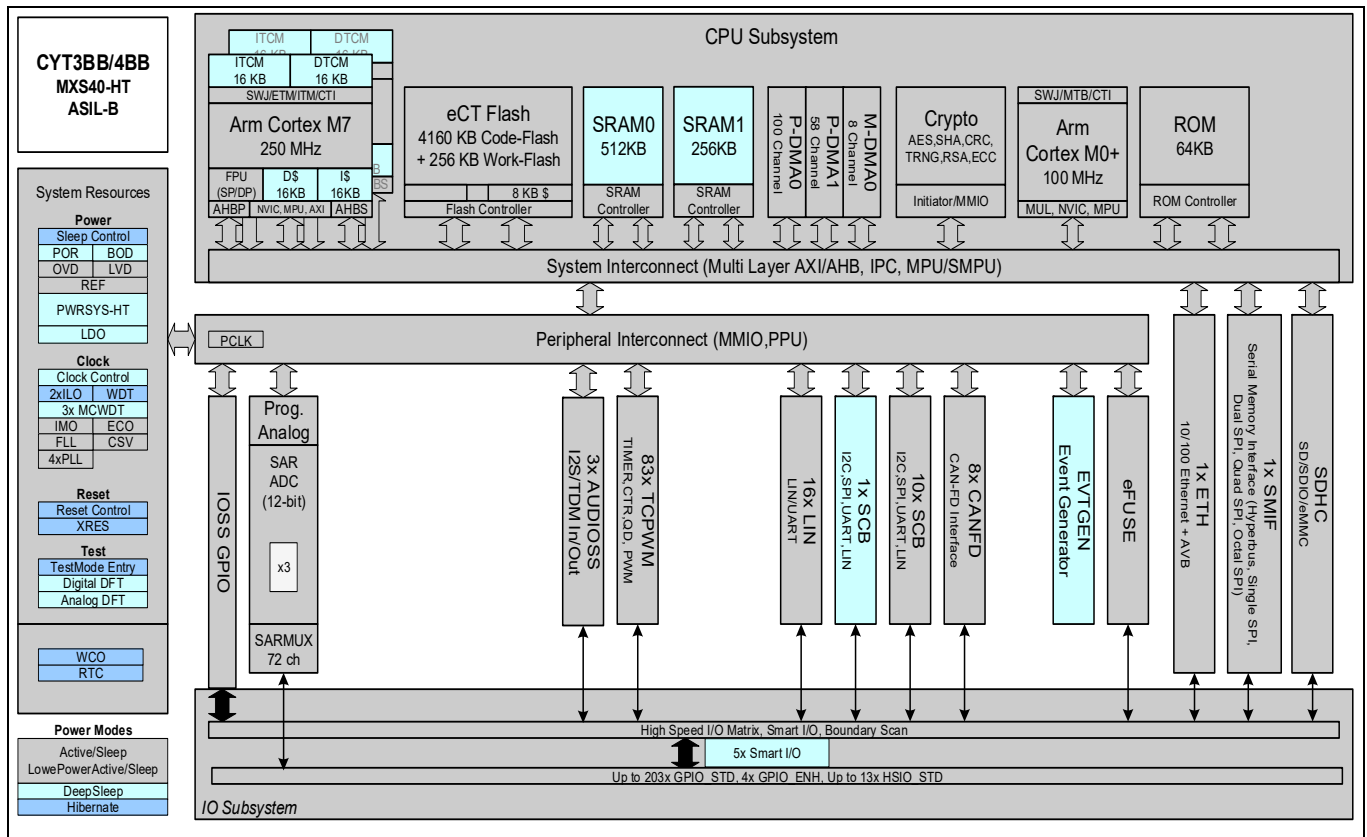 CYT3BB/4BB
MXS40-HT
ASIL-B
System Resources
Power
Sleep Control
POR
BOD
OVD
LVD
REF
PWRSYS-HT
LDO
Clock
Clock Control
2xILO
WDT
3x MCWDT
IMO
ECO
FLL
CSV
4xPLL
Reset
Reset Control
XRES
Test
TestMode Entry
Digital DFT
Analog DFT
WCO
RTC
Power Modes
Active/Sleep
LowePowerActive/Sleep
DeepSleep
Hibernate
CPU Subsystem
ITCM
DTCM
ITCM
16 KB
DTCM
16 KB
SWJ/ETM/ITM/CTI
Arm Cortex M7
250 MHz
FPU
(SP/DP)
D$
16KB
I$
16KB
AHBP
NVIC, MPU, AXI
AHBS
eCT Flash
4160 KB Code-Flash
+ 256 KB Work-Flash
8 KB $
Flash Controller
SRAM0
512KB
SRAM
Controller
SRAM1
256KB
SRAM
Controller
P-DMA0
100 Channel
P-DMA1
58 Channel
M-DMA0
8 Channel
Crypto
AES,SHA,CRC,
TRNG,RSA,ECC
Initiator/MMIO
SWJ/MTB/CTI
Arm
Cortex M0+
100 MHz
MUL, NVIC, MPU
ROM
64KB
ROM Controller
System Interconnect (Multi Layer AXI/AHB, IPC, MPU/SMPU)
PCLK
Peripheral Interconnect (MMIO,PPU)
IOSS GPIO
Prog.
Analog
SAR
ADC
(12-bit)
x3
SARMUX
72 ch
3x AUDIOSS
I2S/TDM In/Out
83x TCPWM
TIMER,CTR,QD, PWM
16x LIN
LIN/UART
1x SCB
I2C,SPI,UART,LIN
10x SCB
I2C,SPI,UART,LIN
8x CANFD
CAN-FD Interface
EVTGEN
Event Generator
eFUSE
1x ETH
10/100 Ethernet + AVB
1x SMIF
Serial Memory Interface (Hyperbus, Single SPI,
Dual SPI, Quad SPI, Octal SPI)
SDHC
SD/SDIO/eMMC
High Speed I/O Matrix, Smart I/O, Boundary Scan
5x Smart I/O
Up to 203x GPIO_STD, 4x GPIO_ENH, Up to 13x HSIO_STD
IO Subsystem